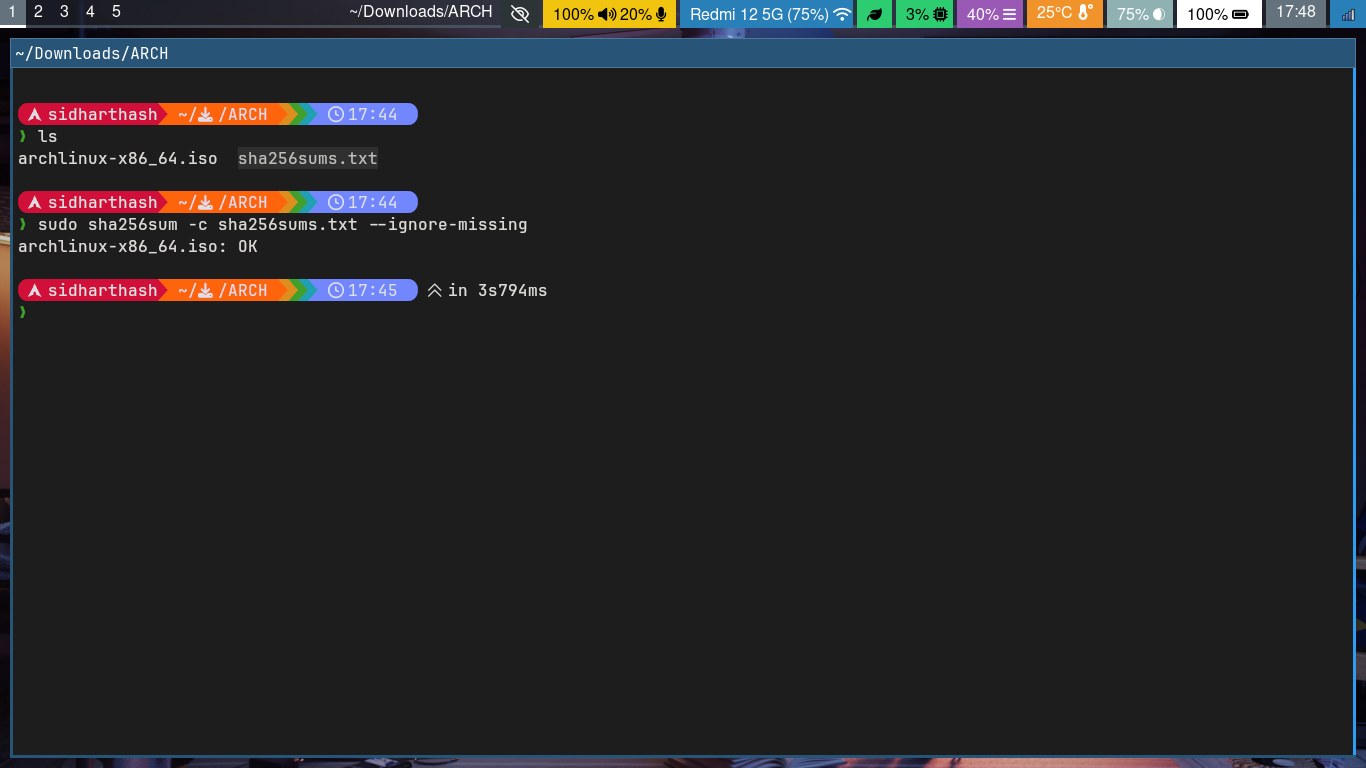 1 2 3 4 5 ~/Downloads/ARCH 100% 20% Redmi 12 5G (75%) 3% 40% 25°C 75% 100% 17:48
~/Downloads/ARCH
sidharthash ~/ /ARCH 17:44
❱ ls
archlinux-x86_64.iso sha256sums.txt
sidharthash ~/ /ARCH 17:44
❱ sudo sha256sum -c sha256sums.txt --ignore-missing
archlinux-x86_64.iso: OK
sidharthash ~/ /ARCH 17:45 in 3s794ms
❱